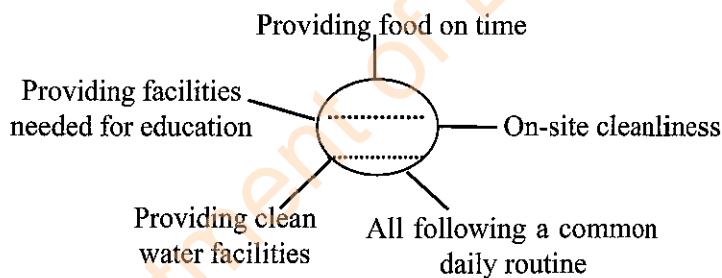 Providing food on time
Providing facilities
needed for education
On-site cleanliness
Providing clean
water facilities
All following a common
daily routine